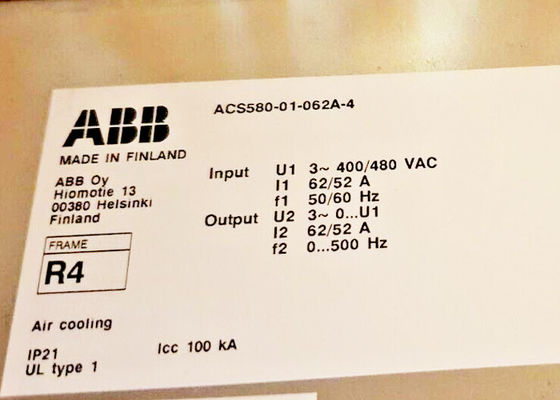 ABB
ACS580-01-062A-4
MADE IN FINLAND
ABB Oy
Hiomotie 13
00380 Helsinki
Finland
Input U1 3~ 400/480 VAC
I1 62/52 A
f1 50/60 Hz
Output U2 3~ 0...U1
I2 62/52 A
f2 0...500 Hz
FRAME
R4
Air cooling
IP21
UL type 1
Icc 100 kA